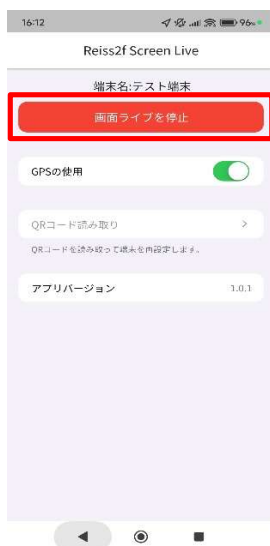 16:12
96%
Reiss2f Screen Live
端末名:テスト端末
画面ライブを停止
GPSの使用
QRコード読み取り
QRコードを読み取って端末を再設定します。
アプリバージョン
1.0.1